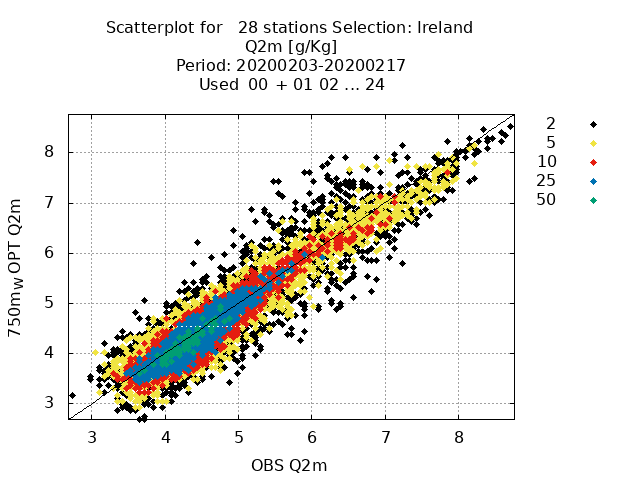 Scatterplot for   28 stations Selection: Ireland
Q2m [g/Kg]
Period: 20200203-20200217
Used  00 + 01 02 ... 24
2
5
10
25
50
8
7
6
5
4
3
3 4 5 6 7 8
750mw OPT Q2m
OBS Q2m